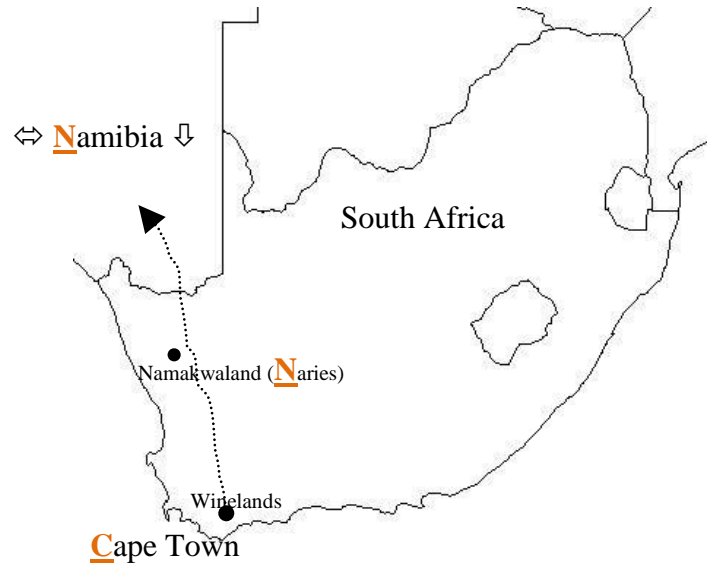 ⬄ Namibia ⇩
South Africa
Namakwaland (Naries)
Winelands
Cape Town